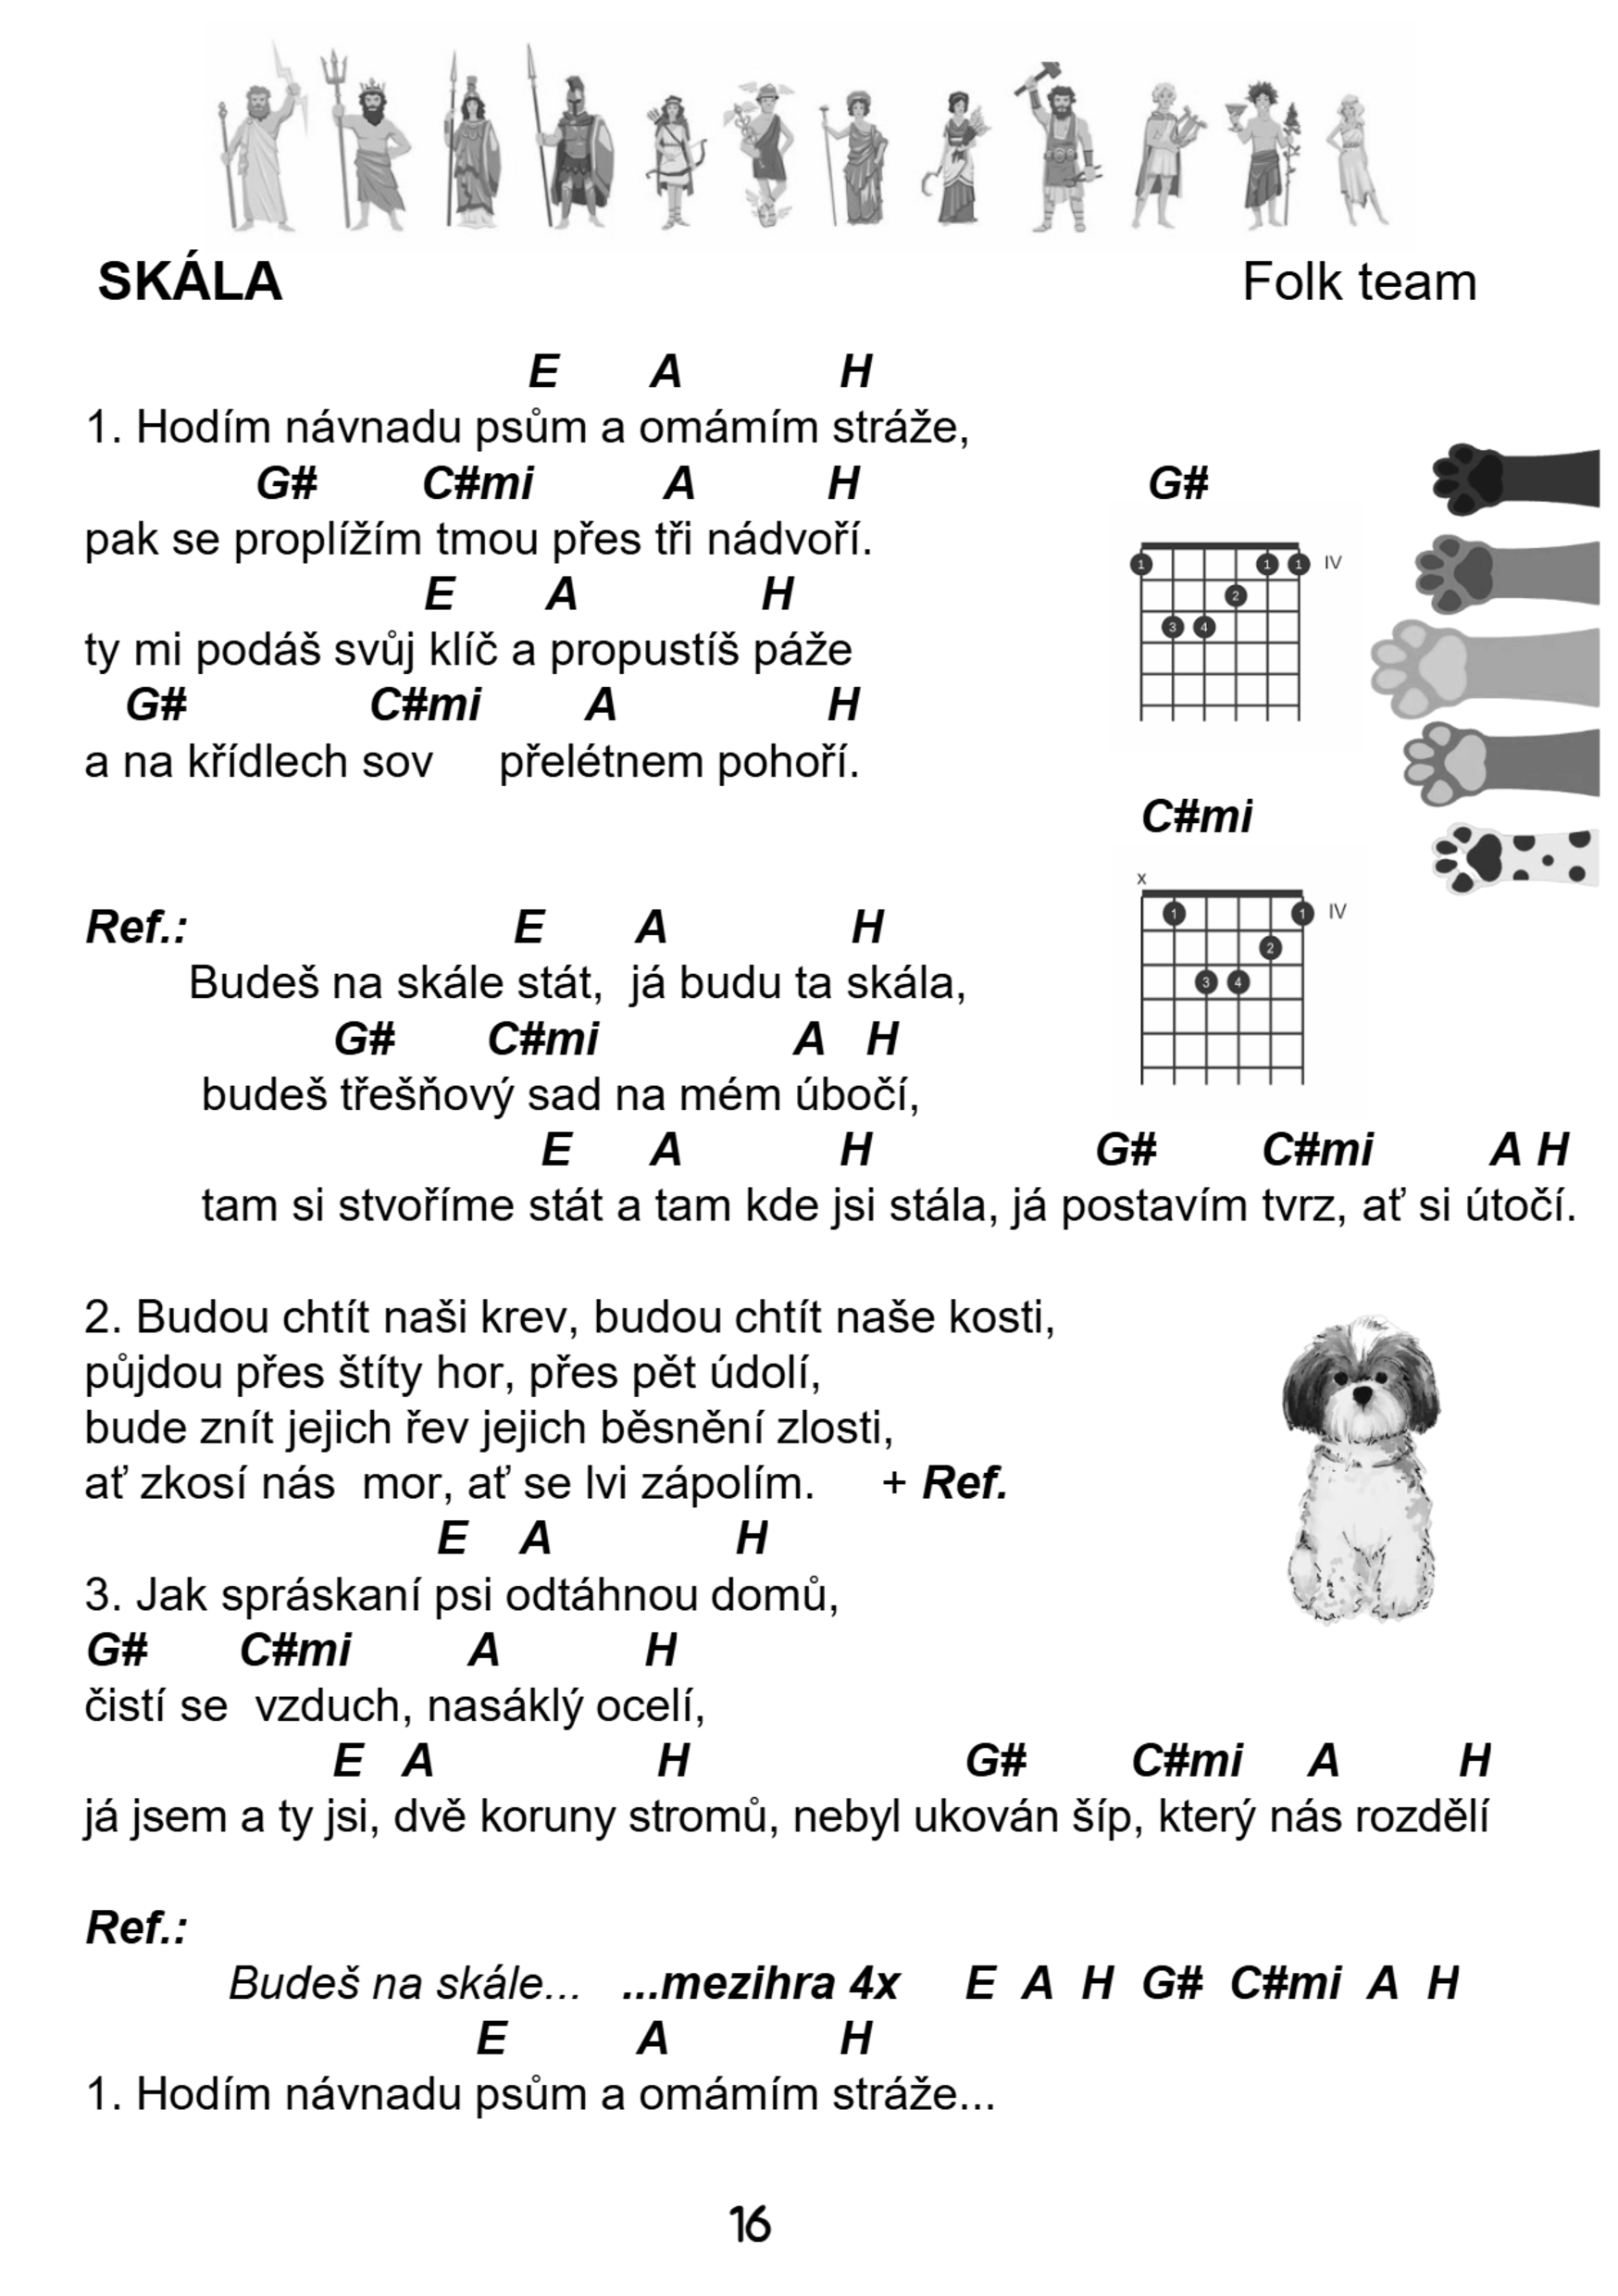 SKÁLA Folk team
E A H
1. Hodím návnadu psům a omámím stráže,
G# C#mi A H
pak se proplížím tmou přes tři nádvoří.
E A H
ty mi podáš svůj klíč a propustíš páže
G# C#mi A H
a na křídlech sov přelétnem pohoří.
G#
1 1 1 IV
2
3 4
C#mi
x
1 1 IV
2
3 4
Ref.: E A H
Budeš na skále stát, já budu ta skála,
G# C#mi A H
budeš třešňový sad na mém úbočí,
E A H G# C#mi A H
tam si stvoříme stát a tam kde jsi stála, já postavím tvrz, ať si útočí.
2. Budou chtít naši krev, budou chtít naše kosti,
půjdou přes štíty hor, přes pět údolí,
bude znít jejich řev jejich běsnění zlosti,
ať zkosí nás mor, ať se lvi zápolím. + Ref.
E A H
3. Jak spráskaní psi odtáhnou domů,
G# C#mi A H
čistí se vzduch, nasáklý ocelí,
E A H G# C#mi A H
já jsem a ty jsi, dvě koruny stromů, nebyl ukován šíp, který nás rozdělí
Ref.:
Budeš na skále... ...mezihra 4x E A H G# C#mi A H
E A H
1. Hodím návnadu psům a omámím stráže...
16